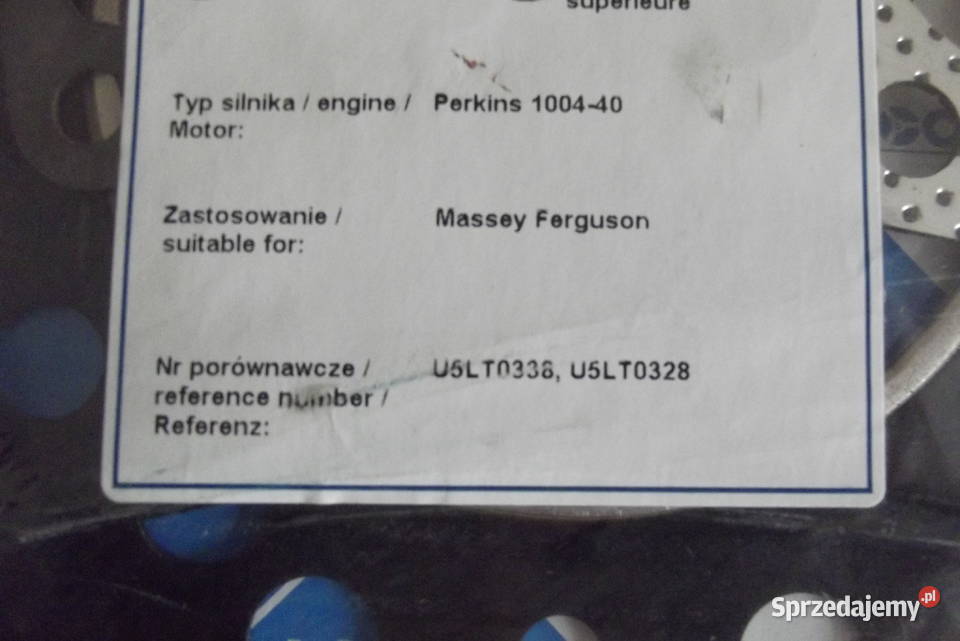 supérieure
Typ silnika / engine / Perkins 1004-40
Motor:
Zastosowanie / Massey Ferguson
suitable for:
Nr porównawcze / U5LT0338, U5LT0328
reference number /
Referenz:
Sprzedajemy.pl